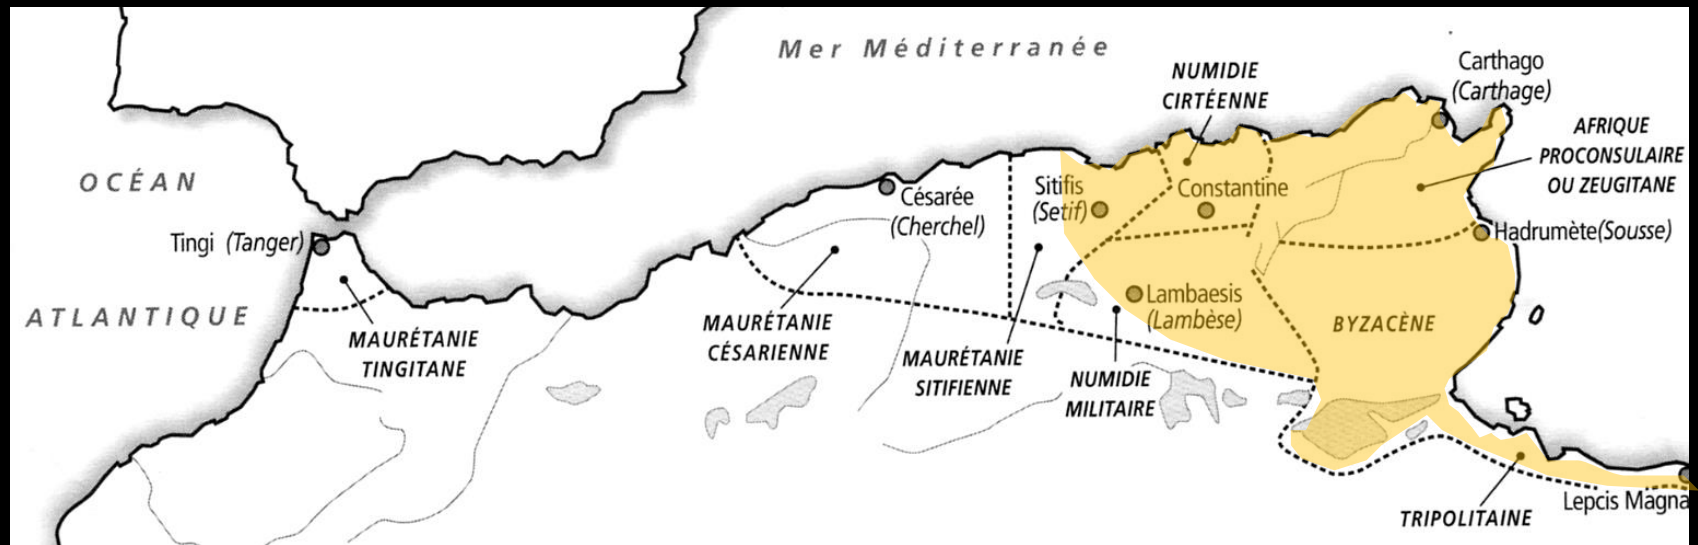 Mer Méditerranée
OCÉAN
ATLANTIQUE
Tingi (Tanger)
MAURÉTANIE
TINGITANE
Césarée
(Cherchel)
MAURÉTANIE
CÉSARIENNE
Sitifis
(Setif)
MAURÉTANIE
SITIFIENNE
NUMIDIE
CIRTÉENNE
Constantine
Lambaesis
(Lambèse)
NUMIDIE
MILITAIRE
Carthago
(Carthage)
AFRIQUE
PROCONSULAIRE
OU ZEUGITANE
Hadrumète(Sousse)
BYZACÈNE
TRIPOLITAINE
Lepcis Magna